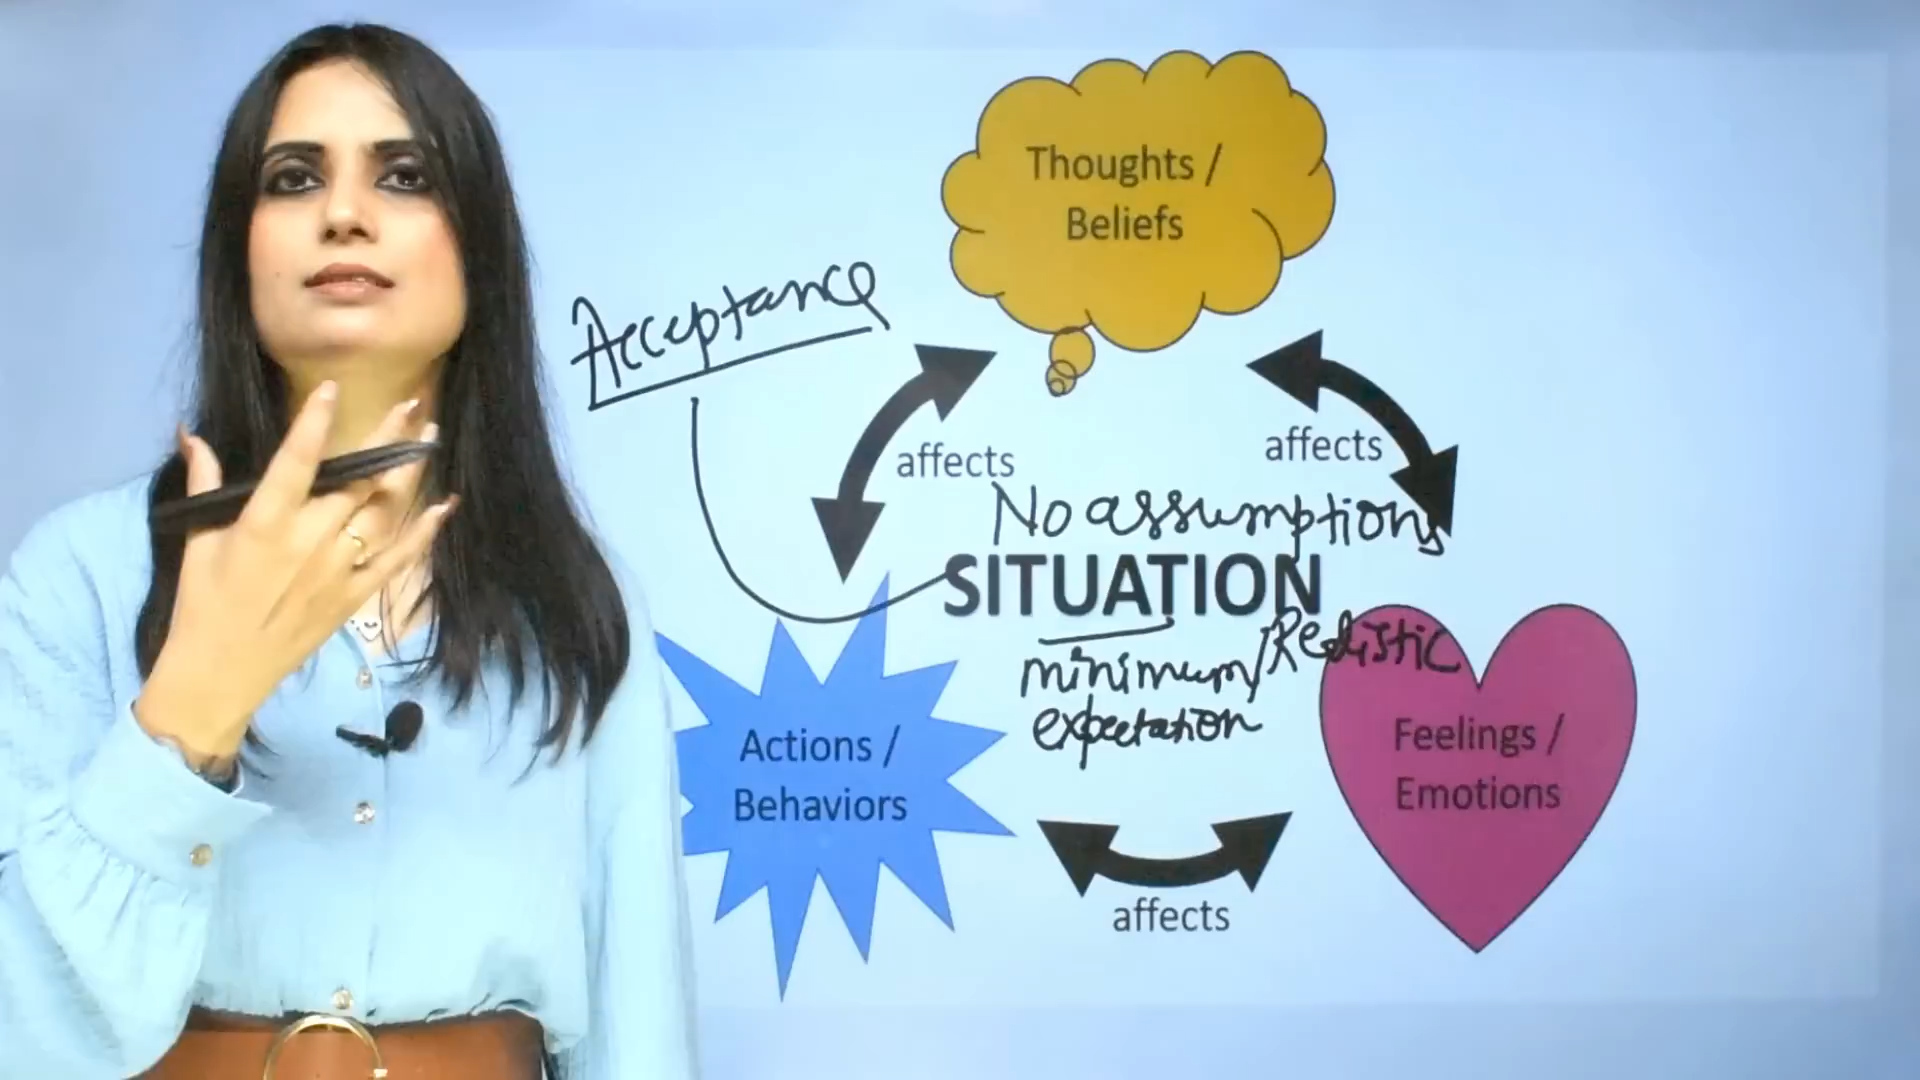 Thoughts /
Beliefs
Acceptance
affects
affects
No assumptions
SITUATION
minimum/Realistic
expectation
Actions /
Behaviors
Feelings /
Emotions
affects